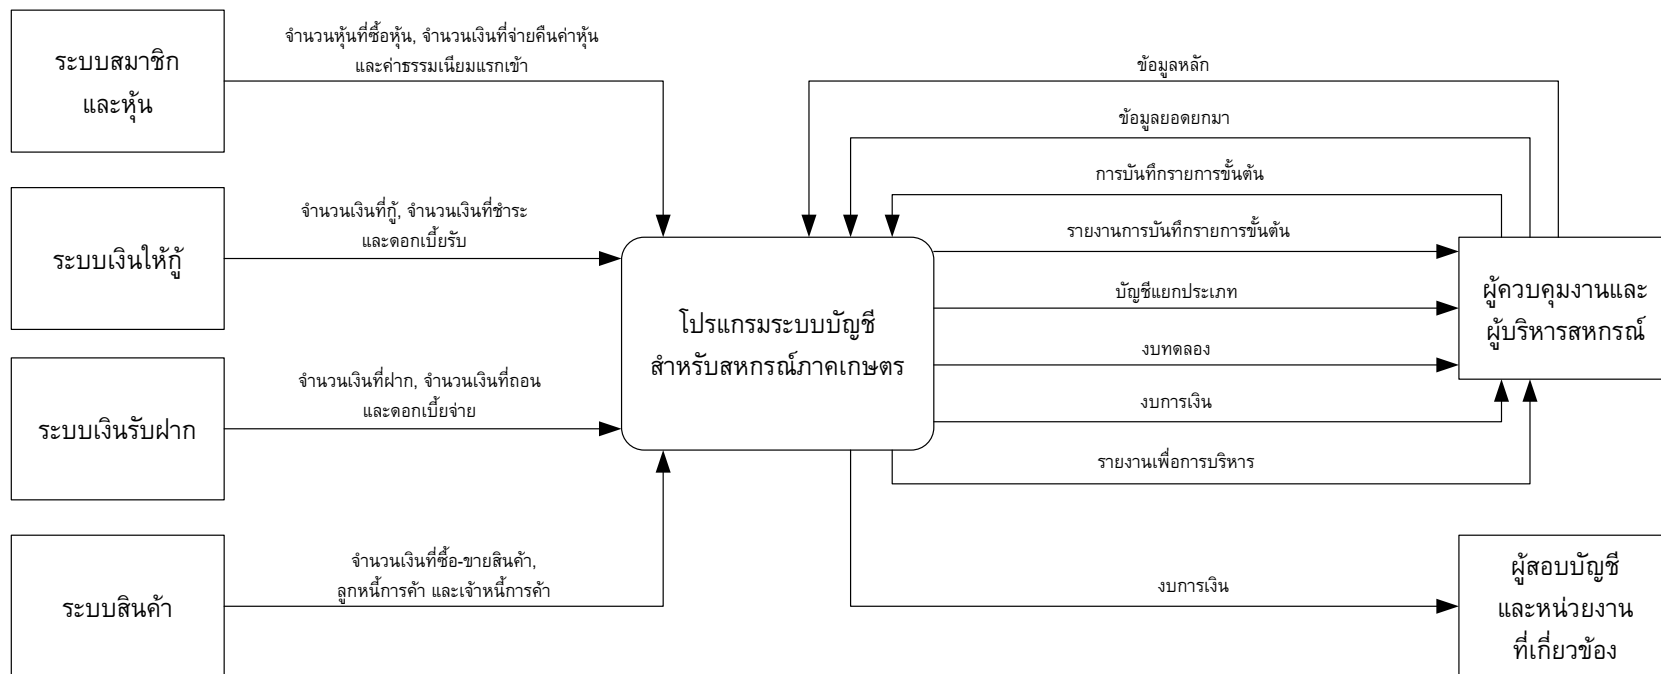 ระบบสมาชิก
และหุ้น
จำนวนหุ้นที่ซื้อหุ้น, จำนวนเงินที่จ่ายคืนค่าหุ้น
และค่าธรรมเนียมแรกเข้า
ระบบเงินให้กู้
จำนวนเงินที่กู้, จำนวนเงินที่ชำระ
และดอกเบี้ยรับ
ระบบเงินรับฝาก
จำนวนเงินที่ฝาก, จำนวนเงินที่ถอน
และดอกเบี้ยจ่าย
ระบบสินค้า
จำนวนเงินที่ซื้อ-ขายสินค้า,
ลูกหนี้การค้า และเจ้าหนี้การค้า
โปรแกรมระบบบัญชี
สำหรับสหกรณ์ภาคเกษตร
ข้อมูลหลัก
ข้อมูลยอดยกมา
การบันทึกรายการขั้นต้น
รายงานการบันทึกรายการขั้นต้น
บัญชีแยกประเภท
งบทดลอง
งบการเงิน
รายงานเพื่อการบริหาร
งบการเงิน
ผู้ควบคุมงานและ
ผู้บริหารสหกรณ์
ผู้สอบบัญชี
และหน่วยงาน
ที่เกี่ยวข้อง